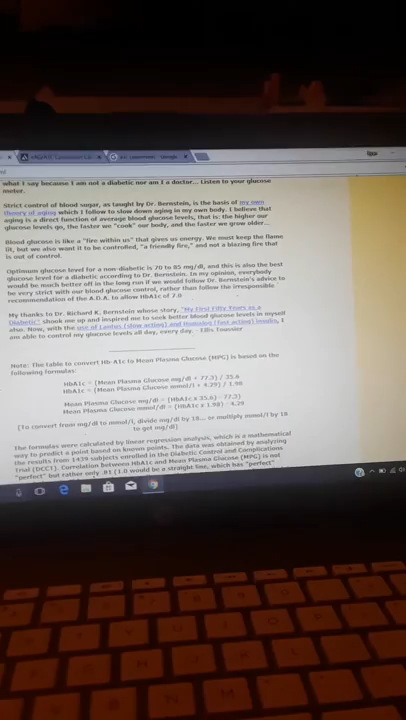 what I say because I am not a diabetic nor am I a doctor... Listen to your glucose
meter.
Strict control of blood sugar, as taught by Dr. Bernstein, is the basis of my own
theory of aging which I follow to slow down aging in my own body. I believe that
aging is a direct function of average blood glucose levels, that is: the higher our
glucose levels go, the faster we "cook" our body, and the faster we grow older...
Blood glucose is like a "fire within us" that gives us energy. We must keep the flame
lit, but we also want it to be controlled, "a friendly fire", and not a blazing fire that
is out of control.
Optimum glucose level for a non-diabetic is 70 to 85 mg/dl, and this is also the best
glucose level for a diabetic according to Dr. Bernstein. In my opinion, everybody
would be much better off in the long run if we would follow Dr. Bernstein's advice to
be very strict with our blood glucose control, rather than follow the irresponsible
recommendation of the A.D.A. to allow HbA1c of 7.0
My thanks to Dr. Richard K. Bernstein whose story, "My First Fifty Years as a
Diabetic" shook me up and inspired me to seek better blood glucose levels in myself
also. Now, with the use of Lantus (slow acting) and Humalog (fast acting) insulin, I
am able to control my glucose levels all day, every day. - Ellis Toussier
Note: The table to convert Hb-A1c to Mean Plasma Glucose (MPG) is based on the
following formulas:
HbA1c = (Mean Plasma Glucose mg/dl + 77.3) / 35.6
HbA1c = (Mean Plasma Glucose mmol/l + 4.29) / 1.98
Mean Plasma Glucose mg/dl = (HbA1c x 35.6) - 77.3)
Mean Plasma Glucose mmol/dl = (HbA1c x 1.98) - 4.29
(To convert from mg/dl to mmol/l, divide mg/dl by 18... or multiply mmol/l by 18
to get mg/dl)
The formulas were calculated by linear regression analysis, which is a mathematical
way to predict a point based on known points. The data was obtained by analyzing
the results from 1439 subjects enrolled in the Diabetic Control and Complications
Trial (DCCT). Correlation between HbA1c and Mean Plasma Glucose (MPG) is not
"perfect" but rather only .81 (1.0 would be a straight line, which has "perfect"